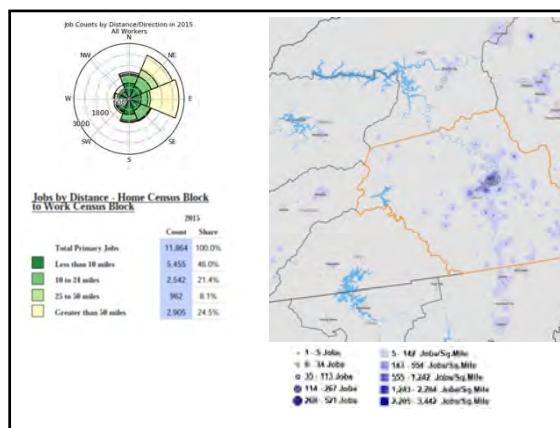 Job Counts by Distance/Direction in 2015
All Workers
N
NW
NE
W
E
1800
3000
SW
SE
S
Jobs by Distance - Home Census Block
to Work Census Block
2015
Count Share
Total Primary Jobs 11,864 100.0%
Less than 10 miles 5,455 46.0%
10 to 24 miles 2,542 21.4%
25 to 50 miles 962 8.1%
Greater than 50 miles 2,905 24.5%
1 - 5 Jobs
6 - 34 Jobs
35 - 113 Jobs
114 - 267 Jobs
268 - 521 Jobs
5 - 142 Jobs/Sq.Mile
143 - 554 Jobs/Sq.Mile
555 - 1,242 Jobs/Sq.Mile
1,243 - 2,204 Jobs/Sq.Mile
2,205 - 3,442 Jobs/Sq.Mile